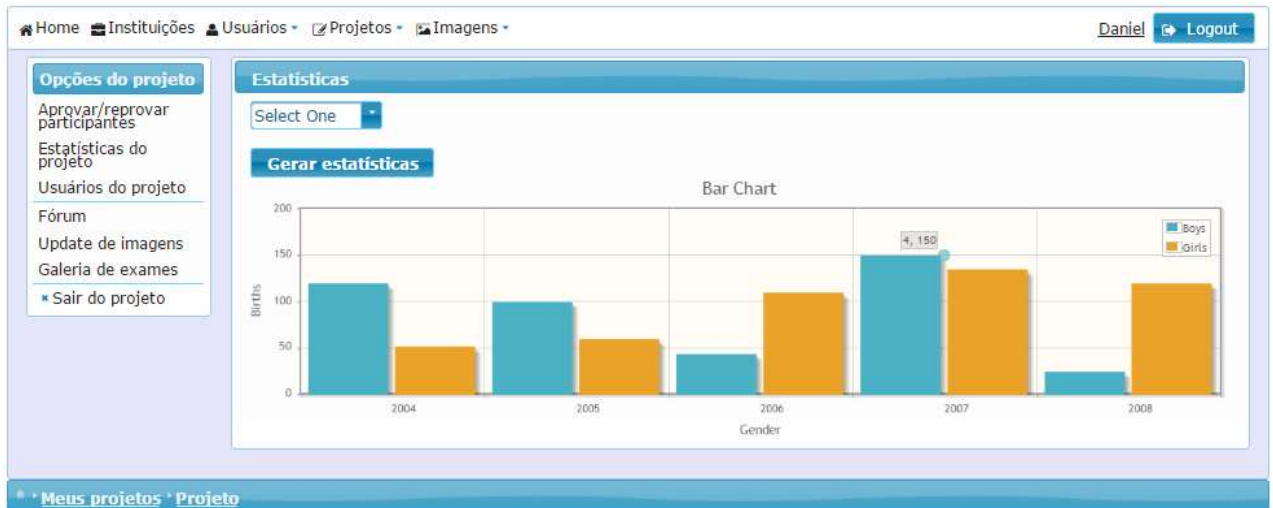 Home Instituições Usuários Projetos Imagens Daniel Logout
Opções do projeto
Aprovar/reprovar
participantes
Estatísticas do
projeto
Usuários do projeto
Fórum
Update de imagens
Galeria de exames
Sair do projeto
Estatísticas
Select One
Gerar estatísticas
Bar Chart
200
150
100
50
0
Births
4, 150
Boys
Girls
2004 2005 2006 2007 2008
Gender
Meus projetos Projeto